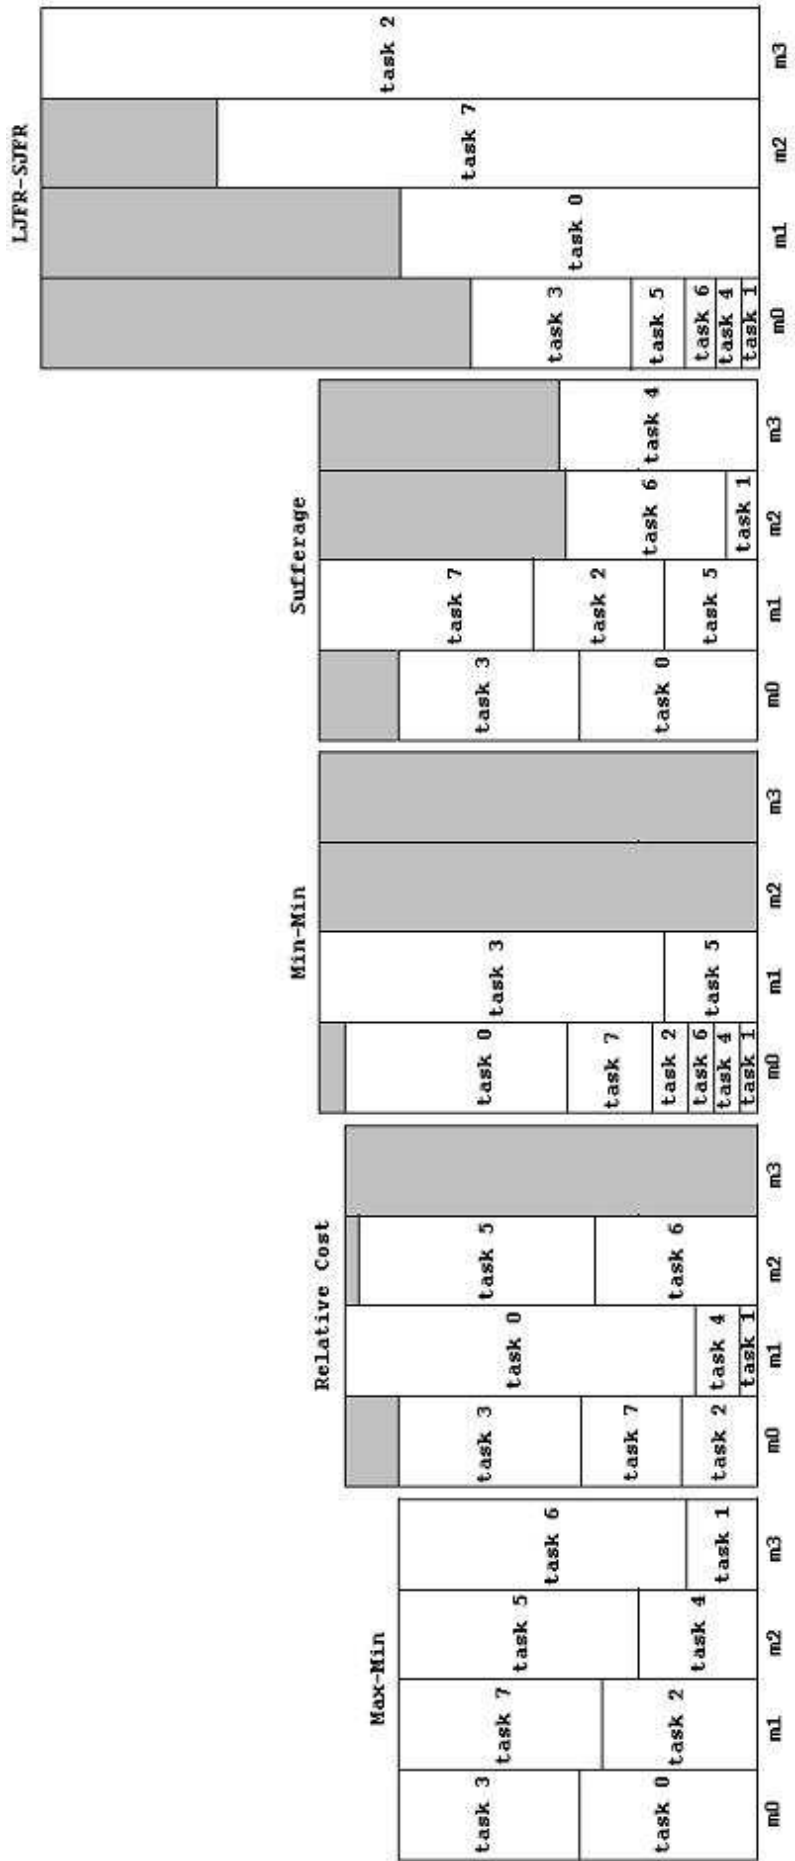 Max-Min
task 3
task 0
m0
task 7
task 2
m1
task 5
task 4
m2
task 6
task 1
m3
Relative Cost
task 3
task 7
task 2
m0
task 0
task 4
task 1
m1
task 5
task 6
m2
m3
Min-Min
task 0
task 7
task 2
task 6
task 4
task 1
m0
task 3
task 5
m1
m2
m3
Sufferage
task 3
task 0
m0
task 7
task 2
task 5
m1
task 6
task 1
m2
task 4
m3
LJFR-SJFR
task 3
task 5
task 6
task 4
task 1
m0
task 0
m1
task 7
m2
task 2
m3